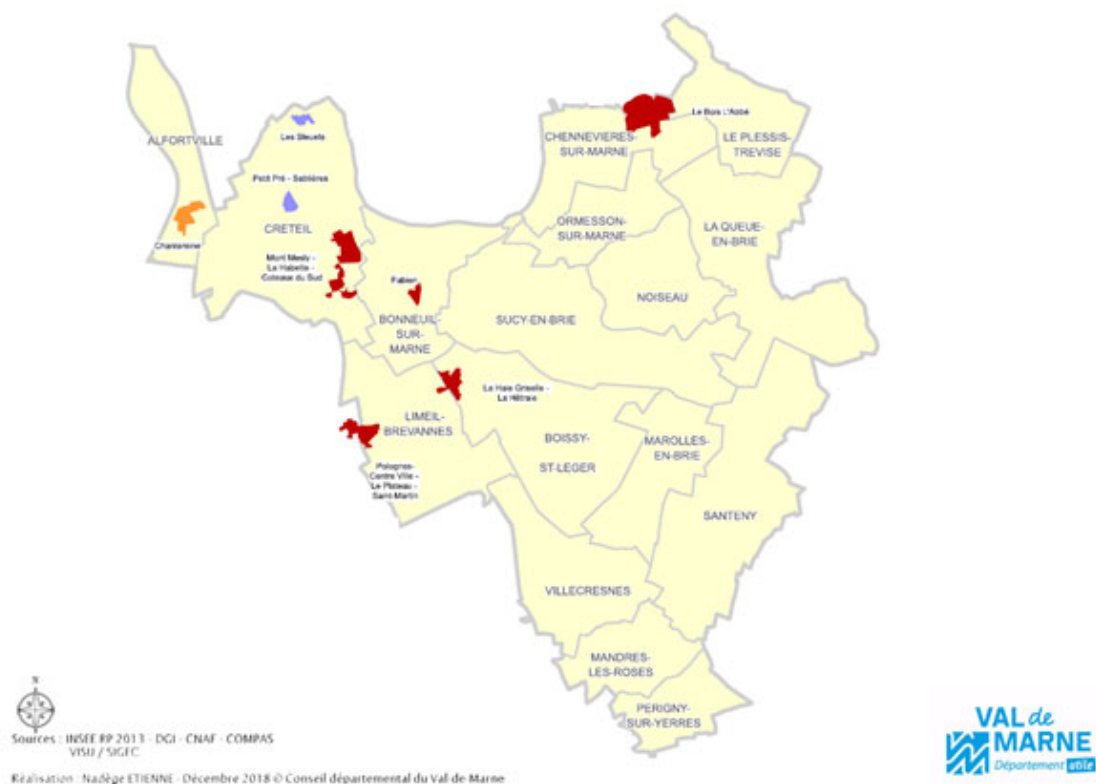 ALFORTVILLE
Les Bleuets
Petit Pré - Sablières
CRETEIL
Chantereine
Mont Mesly -
La Habette -
Coteaux du Sud
Fabien
BONNEUIL-
SUR-
MARNE
CHENNEVIERES-
SUR-MARNE
Le Bois L'Abbé
LE PLESSIS-
TREVISE
ORMESSON-
SUR-MARNE
LA QUEUE-
EN-BRIE
NOISEAU
SUCY-EN-BRIE
La Haie Griselle -
La Hêtraie
LIMEIL-
BREVANNES
BOISSY-
ST-LEGER
MAROLLES-
EN-BRIE
Pologne-
Centre Ville -
Le Plateau -
Saint-Martin
SANTENY
VILLECRESNES
MANDRES-
LES-ROSES
PERIGNY-
SUR-YERRES
N
Sources : INSEE RP 2013 - DGI - CNAF - COMPAS
VISU / SIGEC
Réalisation : Nadège ETIENNE - Décembre 2018 © Conseil départemental du Val de Marne
VAL de
MARNE
Département utile